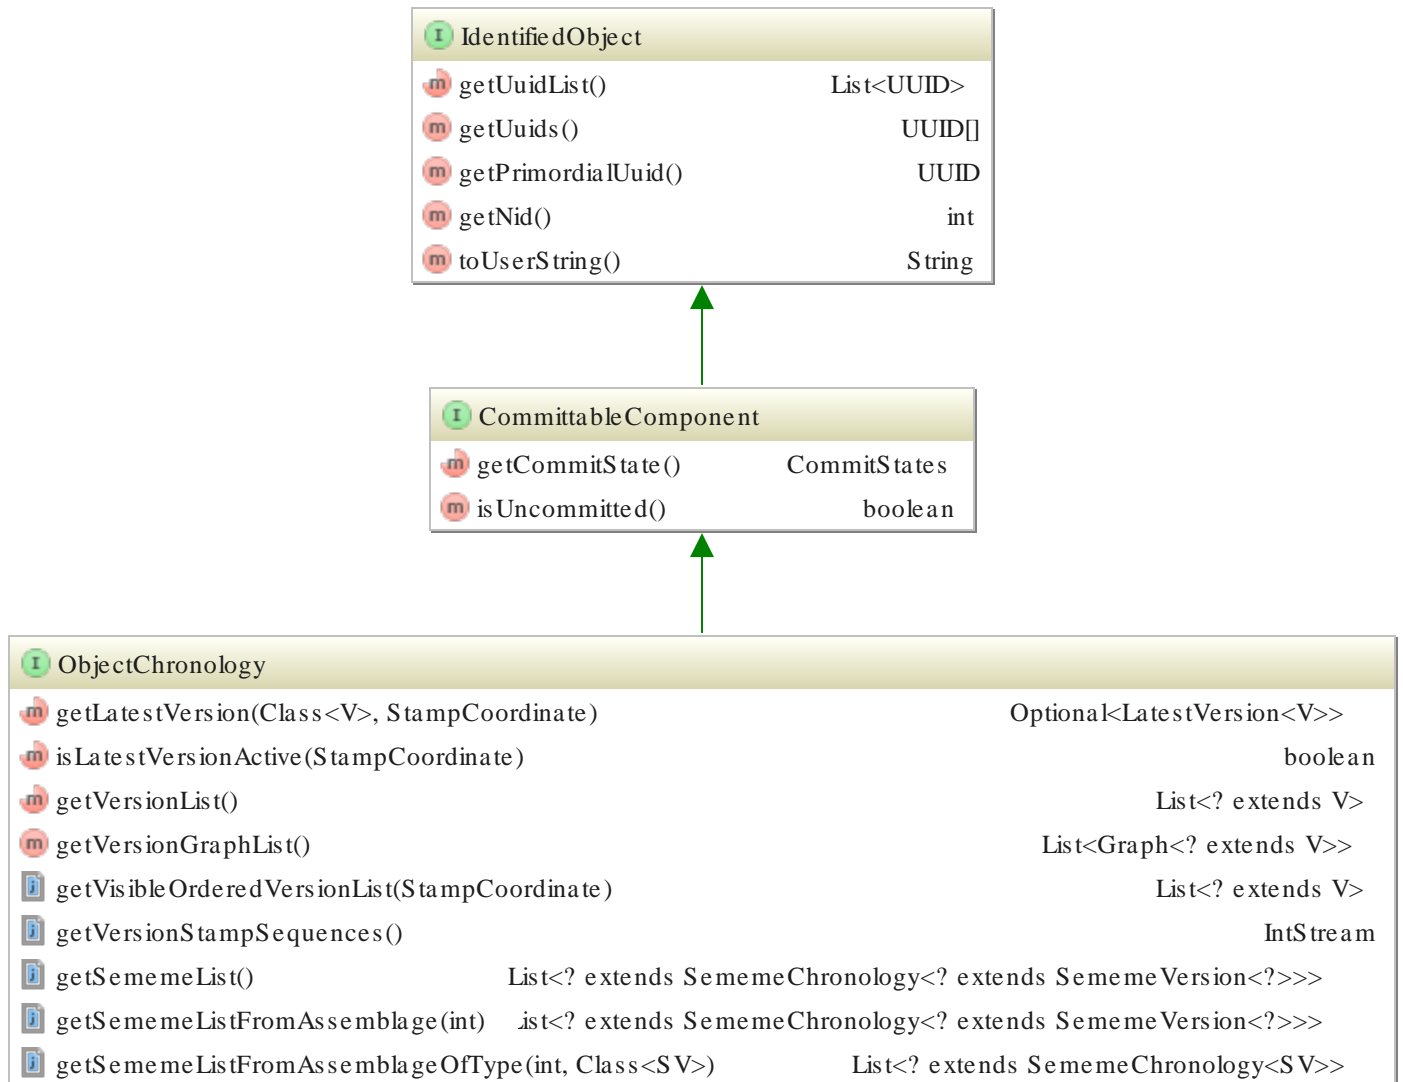 IdentifiedObject
getUuidList() List<UUID>
getUuids() UUID[]
getPrimordialUuid() UUID
getNid() int
toUserString() String
CommittableComponent
getCommitState() CommitStates
isUncommitted() boolean
ObjectChronology
getLatestVersion(Class<V>, StampCoordinate) Optional<LatestVersion<V>>
isLatestVersionActive(StampCoordinate) boolean
getVersionList() List<? extends V>
getVersionGraphList() List<Graph<? extends V>>
getVisibleOrderedVersionList(StampCoordinate) List<? extends V>
getVersionStampSequences() IntStream
getSememeList() List<? extends SememeChronology<? extends SememeVersion<?>>>
getSememeListFromAssemblage(int) ist<? extends SememeChronology<? extends SememeVersion<?>>>
getSememeListFromAssemblageOfType(int, Class<SV>) List<? extends SememeChronology<SV>>